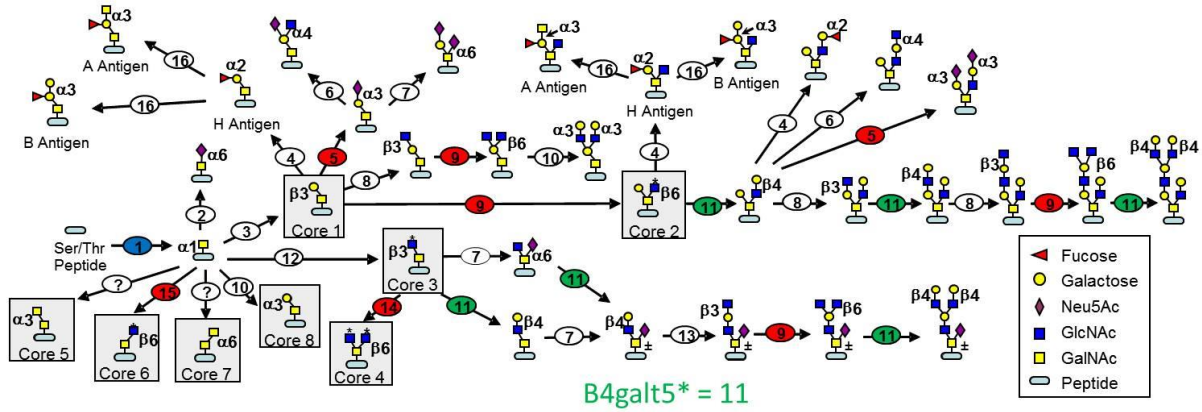 α3
A Antigen
16
α3
B Antigen
16
α2
H Antigen
α4
6
α6
7
α3
4
5
α3
A Antigen
16
α2
H Antigen
16
α3
B Antigen
4
α2
4
α4
6
α3 α3
5
α6
2
β3
Core 1
8
β3
9
β6
10
α3 α3
9
*
β6
Core 2
11
β4
8
β3
11
β4
8
β3
9
β6
11
β4 β4
Ser/Thr
Peptide
1
α1
3
12
*
β3
Core 3
7
α6
11
?
15
?
10
14
11
β4
7
β4
±
13
β3
±
9
β6
±
11
β4 β4
±
α3
Core 5
*
β6
Core 6
α6
Core 7
α3
Core 8
* *
β6
Core 4
Fucose
Galactose
Neu5Ac
GlcNAc
GalNAc
Peptide
B4galt5* = 11